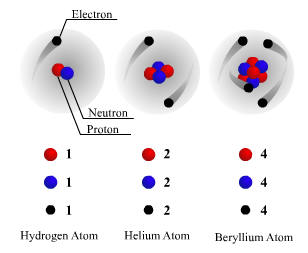 Electron
Neutron
Proton
1 2 4
1 2 4
1 2 4
Hydrogen Atom Helium Atom Beryllium Atom